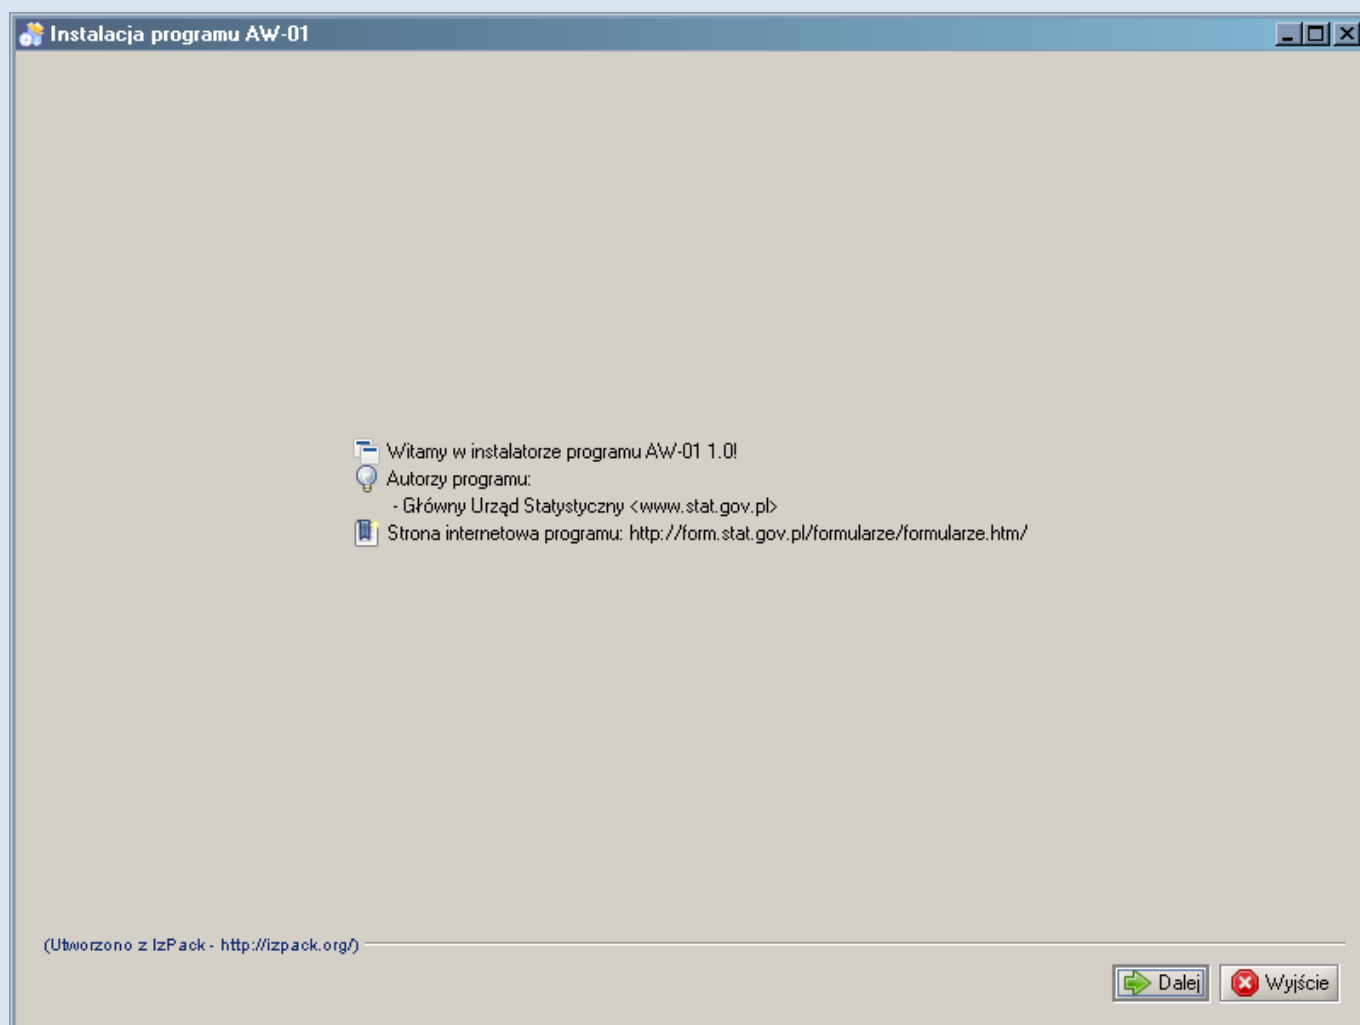 Instalacja programu AW-01
Witamy w instalatorze programu AW-01 1.0!
Autorzy programu:
- Główny Urząd Statystyczny <www.stat.gov.pl>
Strona internetowa programu: http://form.stat.gov.pl/formularze/formularze.htm/
(Utworzono z IzPack - http://izpack.org/)
Dalej
Wyjście